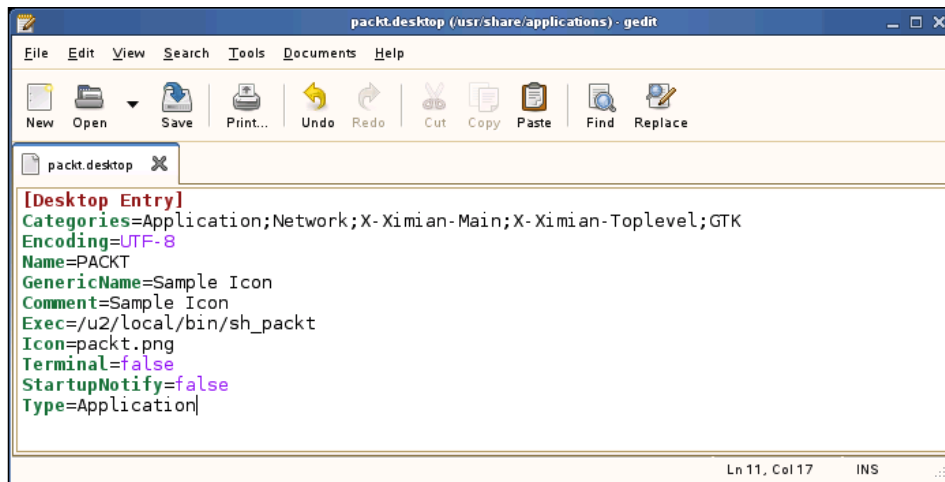 packt.desktop (/usr/share/applications) - gedit
File Edit View Search Tools Documents Help
New Open Save Print... Undo Redo Cut Copy Paste Find Replace
packt.desktop
[Desktop Entry]
Categories=Application;Network;X-Ximian-Main;X-Ximian-Toplevel;GTK
Encoding=UTF-8
Name=PACKT
GenericName=Sample Icon
Comment=Sample Icon
Exec=/u2/local/bin/sh_packt
Icon=packt.png
Terminal=false
StartupNotify=false
Type=Application
Ln 11, Col 17 INS